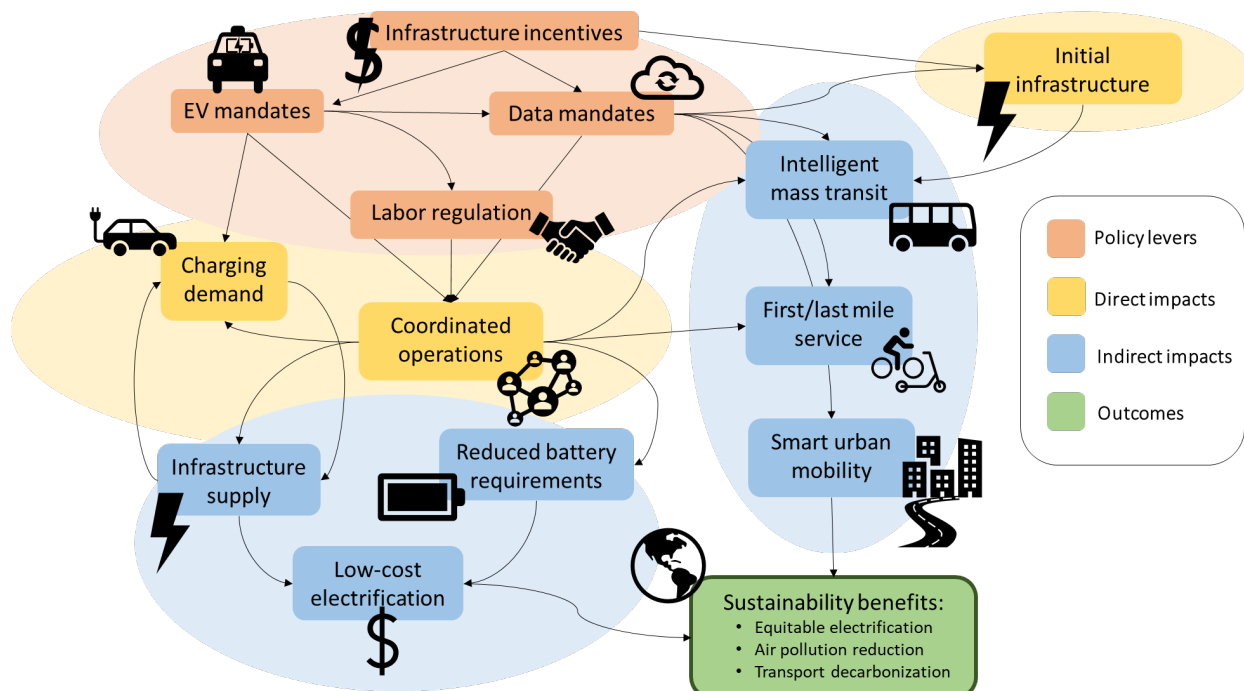 Infrastructure incentives
Initial
infrastructure
EV mandates
Data mandates
Intelligent
mass transit
Labor regulation
Policy levers
Charging
demand
Direct impacts
Coordinated
operations
First/last mile
service
Indirect impacts
Outcomes
Infrastructure
supply
Reduced battery
requirements
Smart urban
mobility
Low-cost
electrification
$
Sustainability benefits:
• Equitable electrification
• Air pollution reduction
• Transport decarbonization